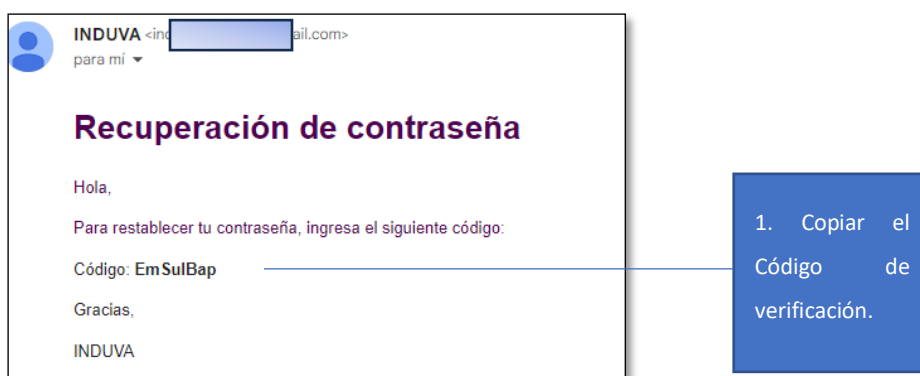 INDUVA <ind ail.com>
para mí
Recuperación de contraseña
Hola,
Para restablecer tu contraseña, ingresa el siguiente código:
Código: EmSulBap
Gracias,
INDUVA
1. Copiar el
Código de
verificación.